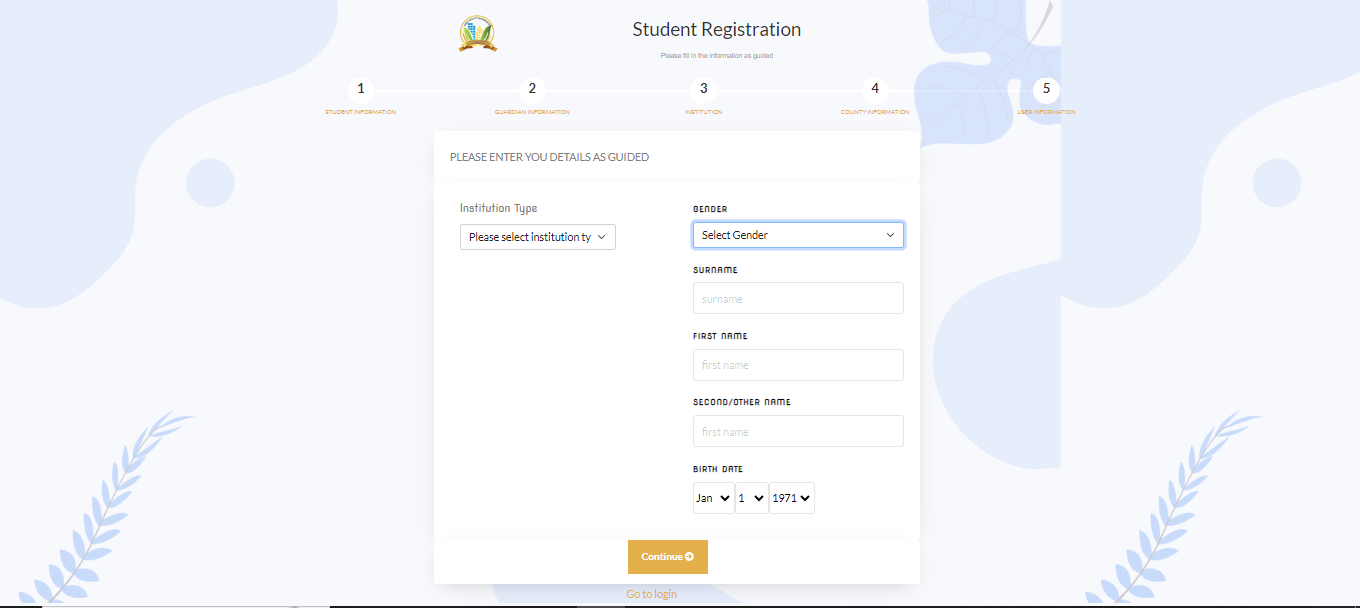 Student Registration
Please fill in the information as guided
1 2 3 4 5
STUDENT INFORMATION GUARDIAN INFORMATION INSTITUTION COUNTY INFORMATION USER INFORMATION
PLEASE ENTER YOU DETAILS AS GUIDED
Institution Type
Please select institution ty
GENDER
Select Gender
SURNAME
surname
FIRST NAME
first name
SECOND/OTHER NAME
first name
BIRTH DATE
Jan 1 1971
Continue
Go to login